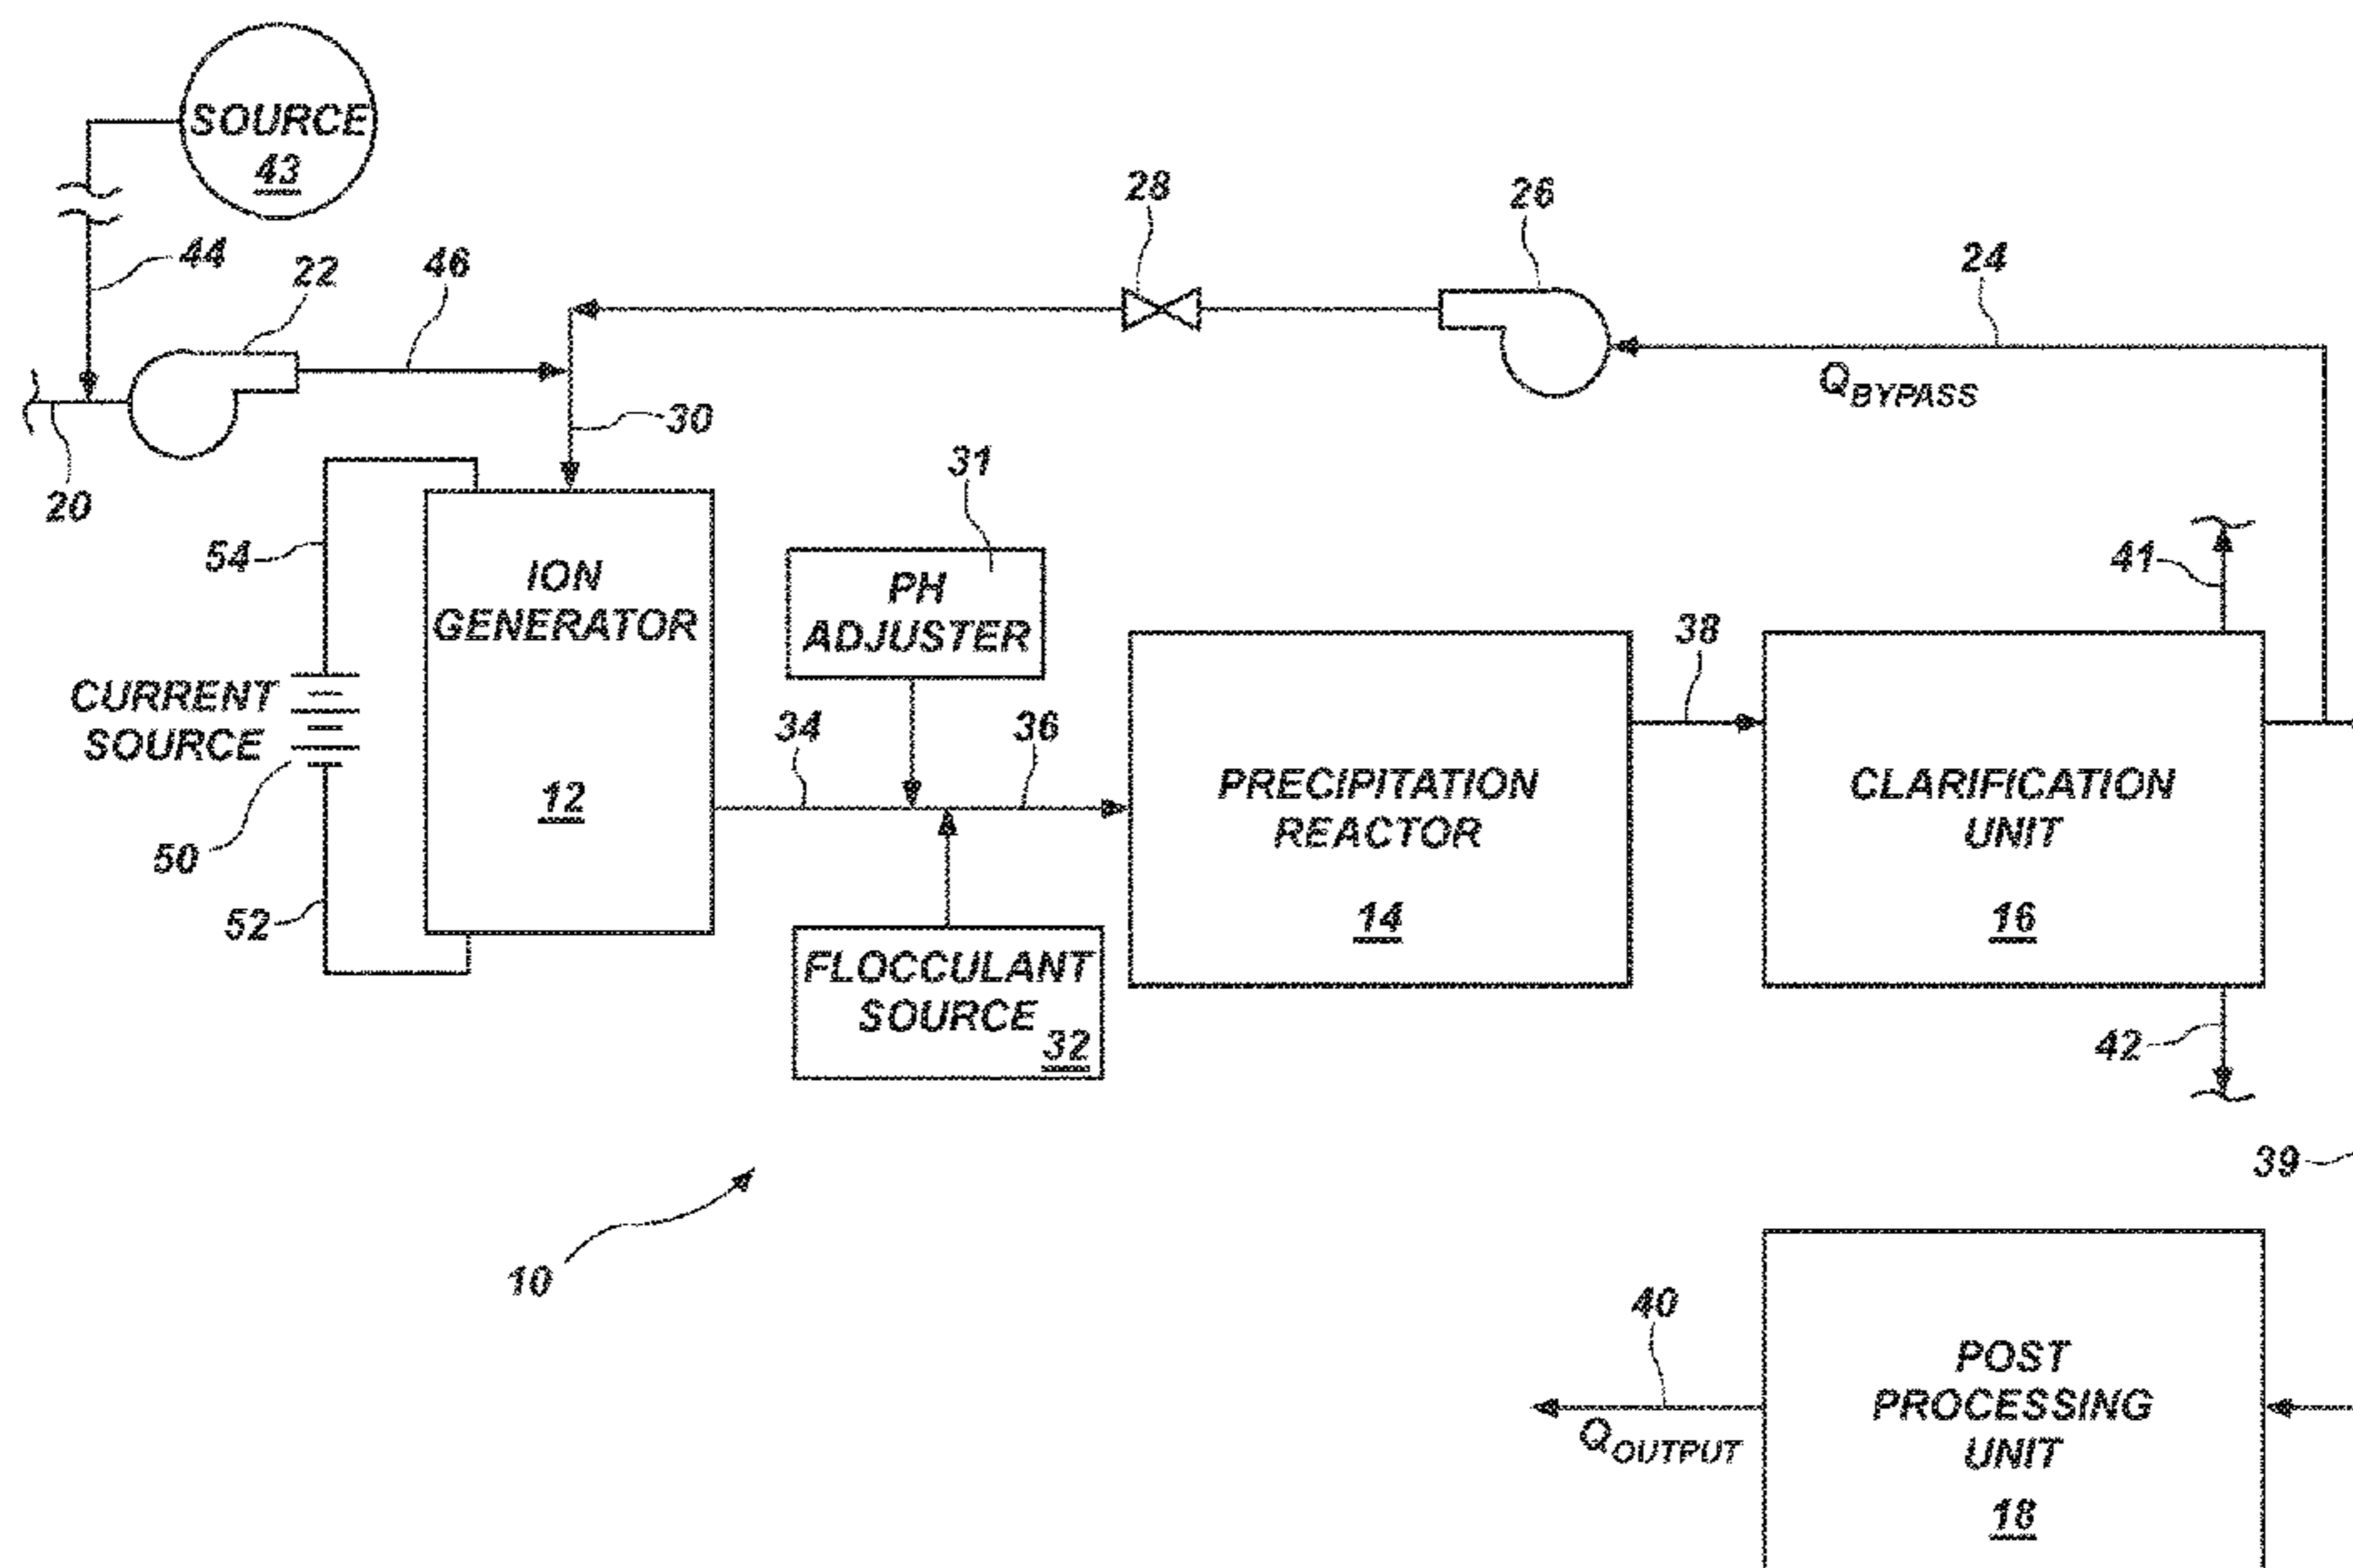 SOURCE
43
28
26
44
22
46
24
QBYPASS
30
20
31
54
ION
GENERATOR
PH
ADJUSTER
41
38
CURRENT
SOURCE
34
36
12
PRECIPITATION
REACTOR
CLARIFICATION
UNIT
50
52
14
16
FLOCCULANT
SOURCE
32
42
39
10
40
POST
PROCESSING
UNIT
QOUTPUT
18